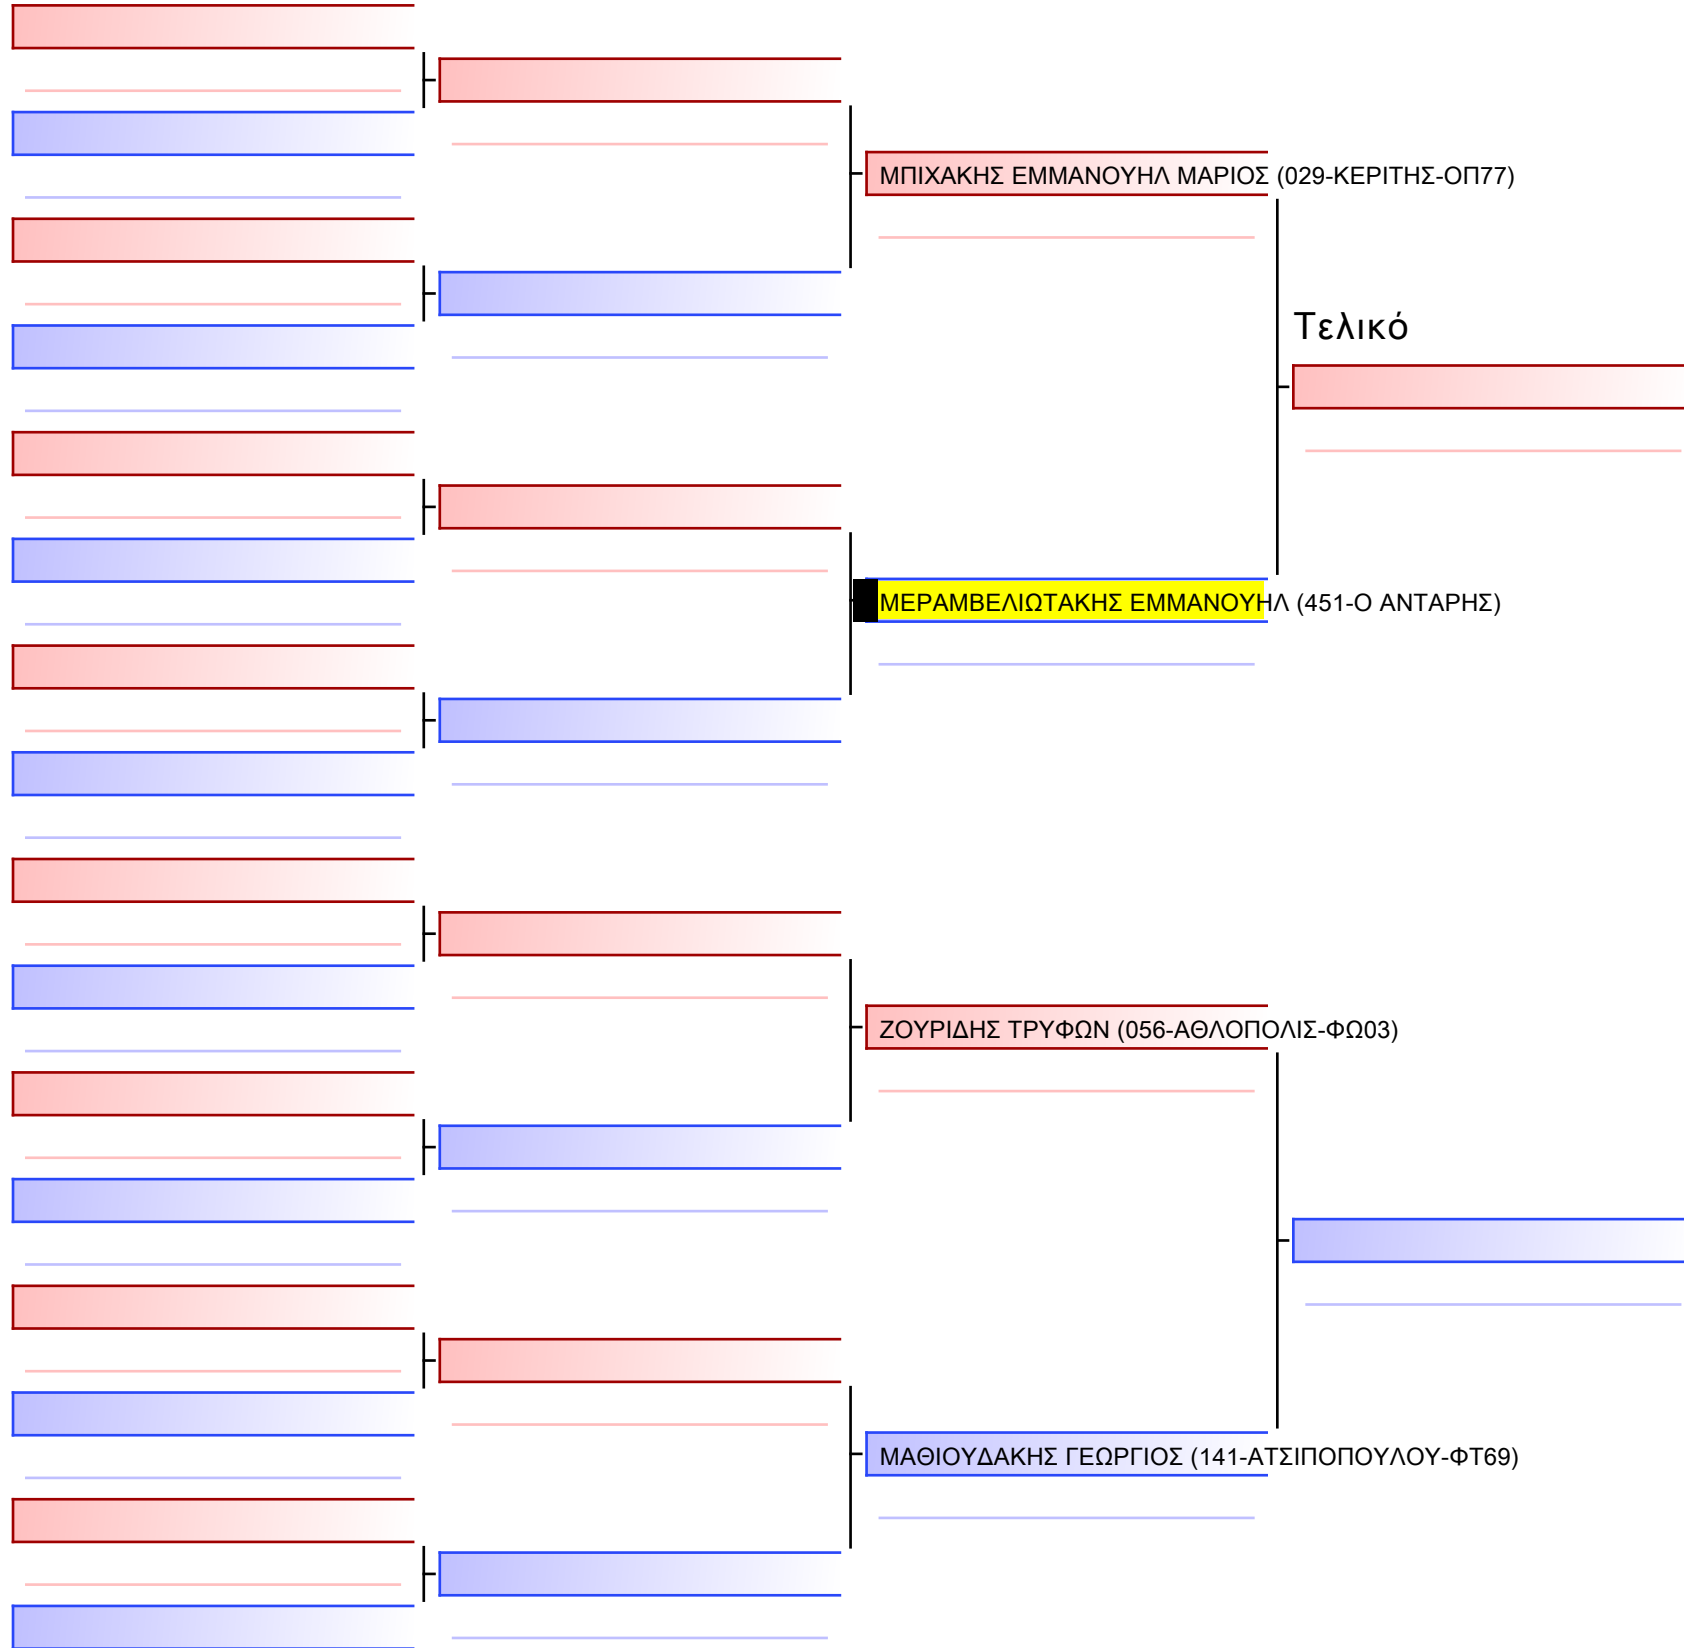 ΜΠΙΧΑΚΗΣ ΕΜΜΑΝΟΥΗΛ ΜΑΡΙΟΣ (029-ΚΕΡΙΤΗΣ-ΟΠ77)
Τελικό
ΜΕΡΑΜΒΕΛΙΩΤΑΚΗΣ ΕΜΜΑΝΟΥΗΛ (451-Ο ΑΝΤΑΡΗΣ)
ΖΟΥΡΙΔΗΣ ΤΡΥΦΩΝ (056-ΑΘΛΟΠΟΛΙΣ-ΦΩ03)
ΜΑΘΙΟΥΔΑΚΗΣ ΓΕΩΡΓΙΟΣ (141-ΑΤΣΙΠΟΠΟΥΛΟΥ-ΦΤ69)